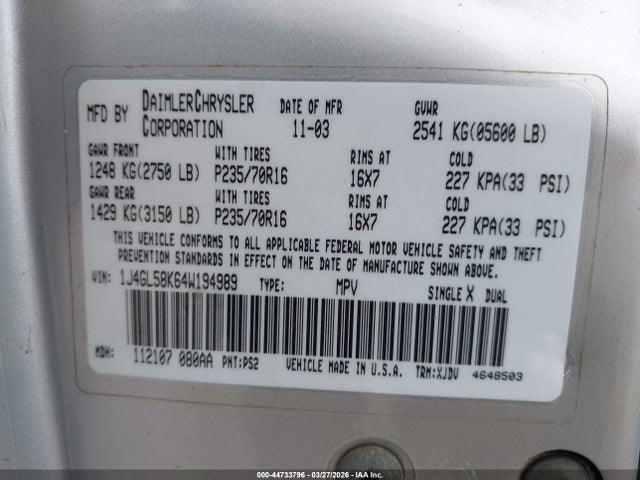 MFD BY DAIMLERCHRYSLER CORPORATION DATE OF MFR 11-03 GVWR 2541 KG(05600 LB)
GAWR FRONT WITH TIRES RIMS AT COLD
1248 KG(2750 LB) P235/70R16 16X7 227 KPA(33 PSI)
GAWR REAR WITH TIRES RIMS AT COLD
1429 KG(3150 LB) P235/70R16 16X7 227 KPA(33 PSI)
THIS VEHICLE CONFORMS TO ALL APPLICABLE FEDERAL MOTOR VEHICLE SAFETY AND THEFT
PREVENTION STANDARDS IN EFFECT ON THE DATE OF MANUFACTURE SHOWN ABOVE.
VIN: 1J4GL58K64W194989 TYPE: MPV SINGLE X DUAL
MDH: 112107 080AA PNT:PS2 VEHICLE MADE IN U.S.A. TRM:XJDV 4648503
000-44733796 - 03/27/2026 - IAAI.COM